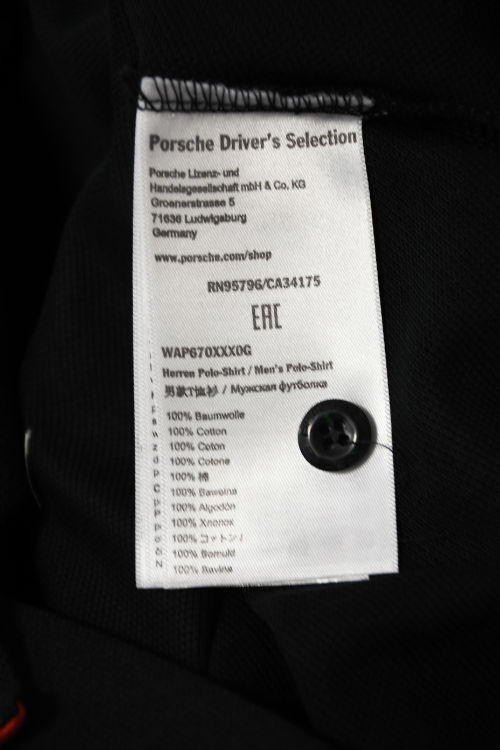 Porsche Driver's Selection
Porsche Lizenz- und
Handelsgesellschaft mbH & Co. KG
Groenerstrasse 5
71636 Ludwigsburg
Germany
www.porsche.com/shop
RN95796/CA34175
EAC
WAP670XXX0G
Herren Polo-Shirt / Men's Polo-Shirt
男款T恤衫 / Мужская футболка
100% Baumwolle
100% Cotton
100% Coton
100% Cotone
100% 棉
100% Bawełna
100% Algodón
100% Хлопок
100% コットン /
100% Bomuld
100% Bavlna